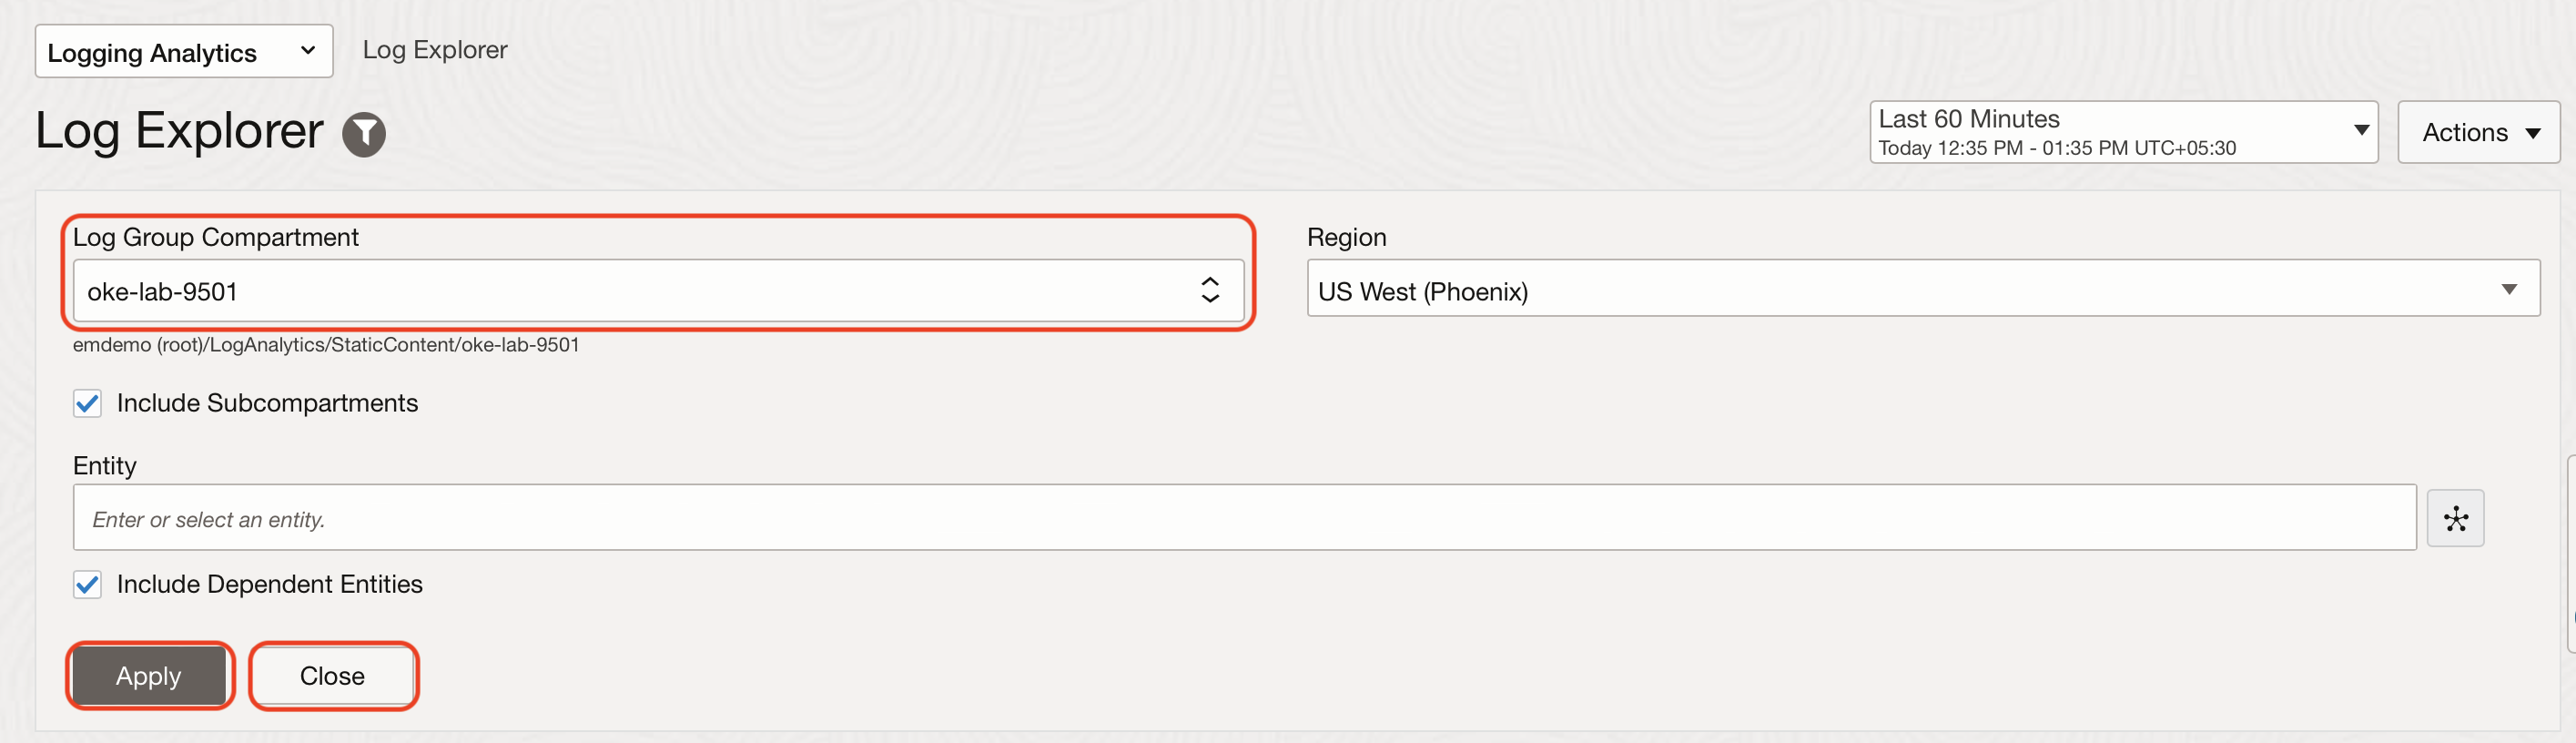 Logging Analytics
Log Explorer
Log Explorer
Last 60 Minutes
Today 12:35 PM - 01:35 PM UTC+05:30
Actions
Log Group Compartment
oke-lab-9501
emdemo (root)/LogAnalytics/StaticContent/oke-lab-9501
Region
US West (Phoenix)
Include Subcompartments
Entity
Enter or select an entity.
Include Dependent Entities
Apply
Close